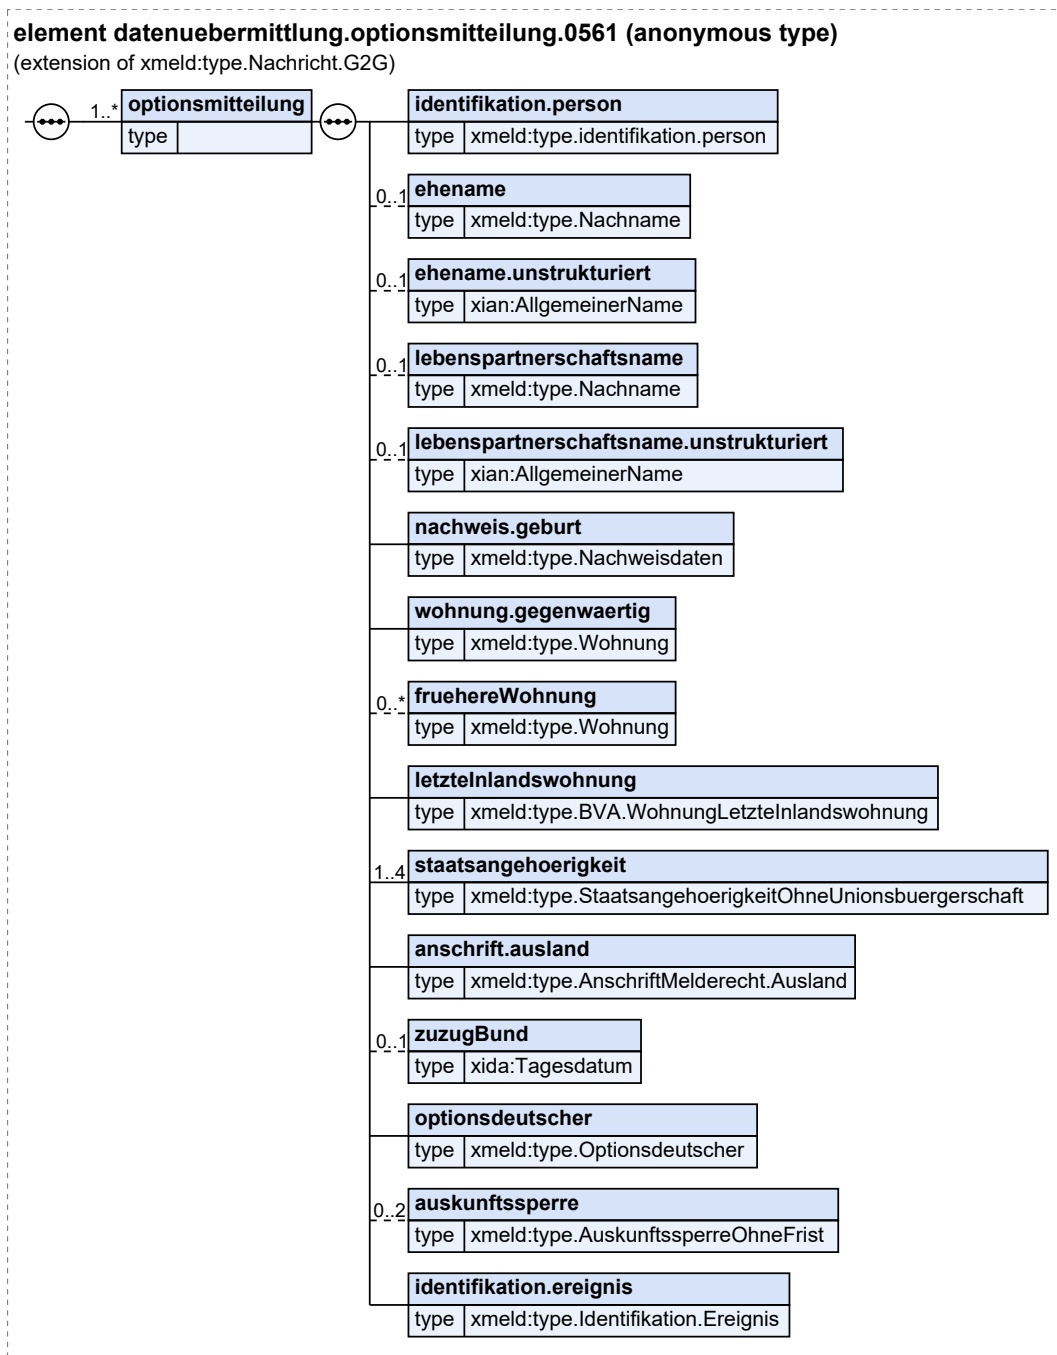 element datenuebermittlung.optionsmitteilung.0561 (anonymous type)
(extension of xmeld:type.Nachricht.G2G)
1..* optionsmitteilung
type
identifikation.person
type xmeld:type.identifikation.person
0..1 ehename
type xmeld:type.Nachname
0..1 ehename.unstrukturiert
type xian:AllgemeinerName
0..1 lebenspartnerschaftsname
type xmeld:type.Nachname
0..1 lebenspartnerschaftsname.unstrukturiert
type xian:AllgemeinerName
nachweis.geburt
type xmeld:type.Nachweisdaten
wohnung.gegenwaertig
type xmeld:type.Wohnung
0..* fruehereWohnung
type xmeld:type.Wohnung
letzteInlandswohnung
type xmeld:type.BVA.WohnungLetzteInlandswohnung
1..4 staatsangehoerigkeit
type xmeld:type.StaatsangehoerigkeitOhneUnionsbuergerschaft
anschrift.ausland
type xmeld:type.AnschriftMelderecht.Ausland
0..1 zuzugBund
type xida:Tagesdatum
optionsdeutscher
type xmeld:type.Optionsdeutscher
0..2 auskunftssperre
type xmeld:type.AuskunftssperreOhneFrist
identifikation.ereignis
type xmeld:type.Identifikation.Ereignis